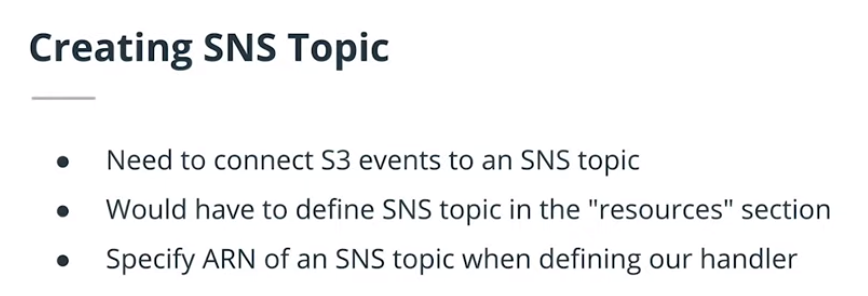 Creating SNS Topic
● Need to connect S3 events to an SNS topic
● Would have to define SNS topic in the "resources" section
● Specify ARN of an SNS topic when defining our handler